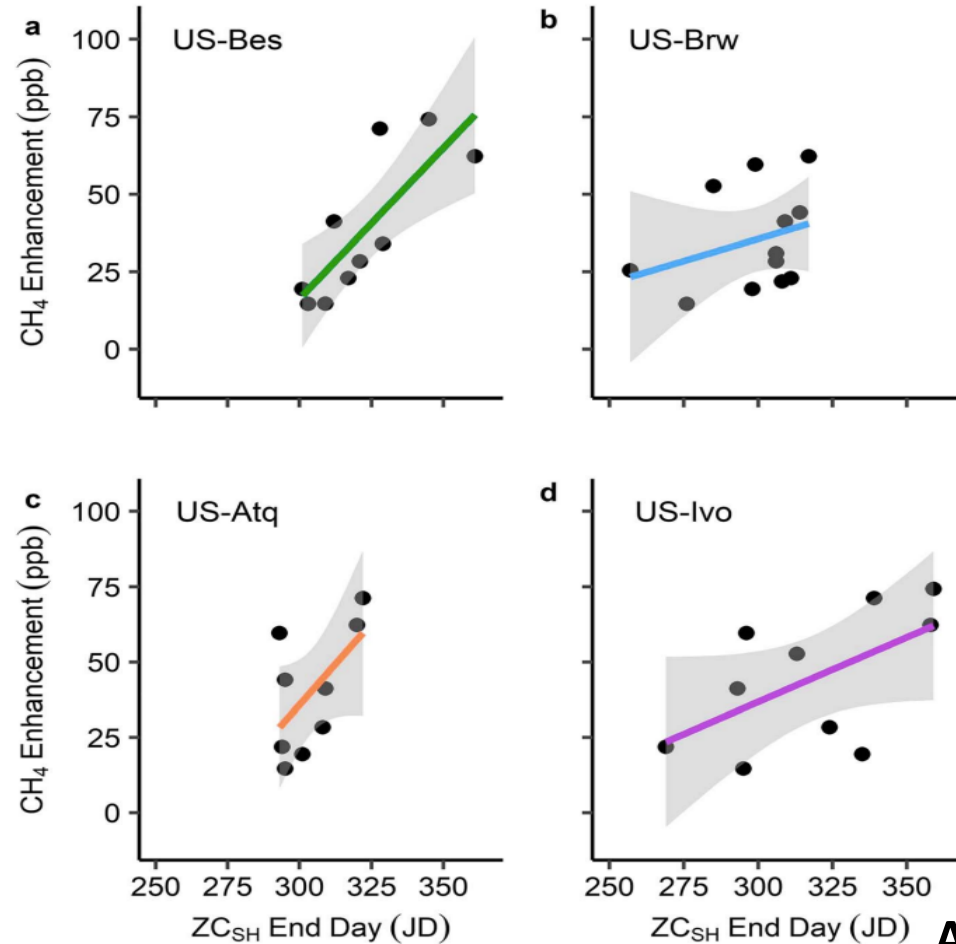 a
US-Bes
100
75
50
25
0
CH₄ Enhancement (ppb)
b
US-Brw
c
US-Atq
100
75
50
25
0
CH₄ Enhancement (ppb)
250 275 300 325 350
ZC_SH End Day (JD)
d
US-Ivo
250 275 300 325 350
ZC_SH End Day (JD)